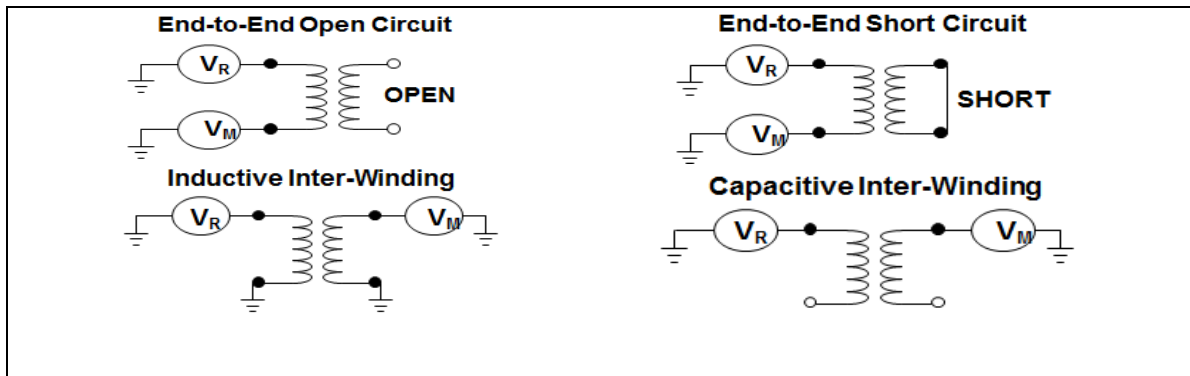 End-to-End Open Circuit
VR
OPEN
VM
End-to-End Short Circuit
VR
SHORT
VM
Inductive Inter-Winding
VR
VM
Capacitive Inter-Winding
VR
VM